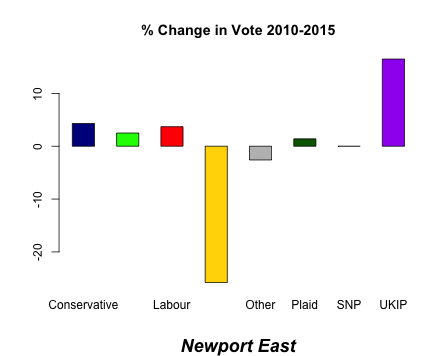 % Change in Vote 2010-2015
10
0
-10
-20
Conservative Labour Other Plaid SNP UKIP
Newport East